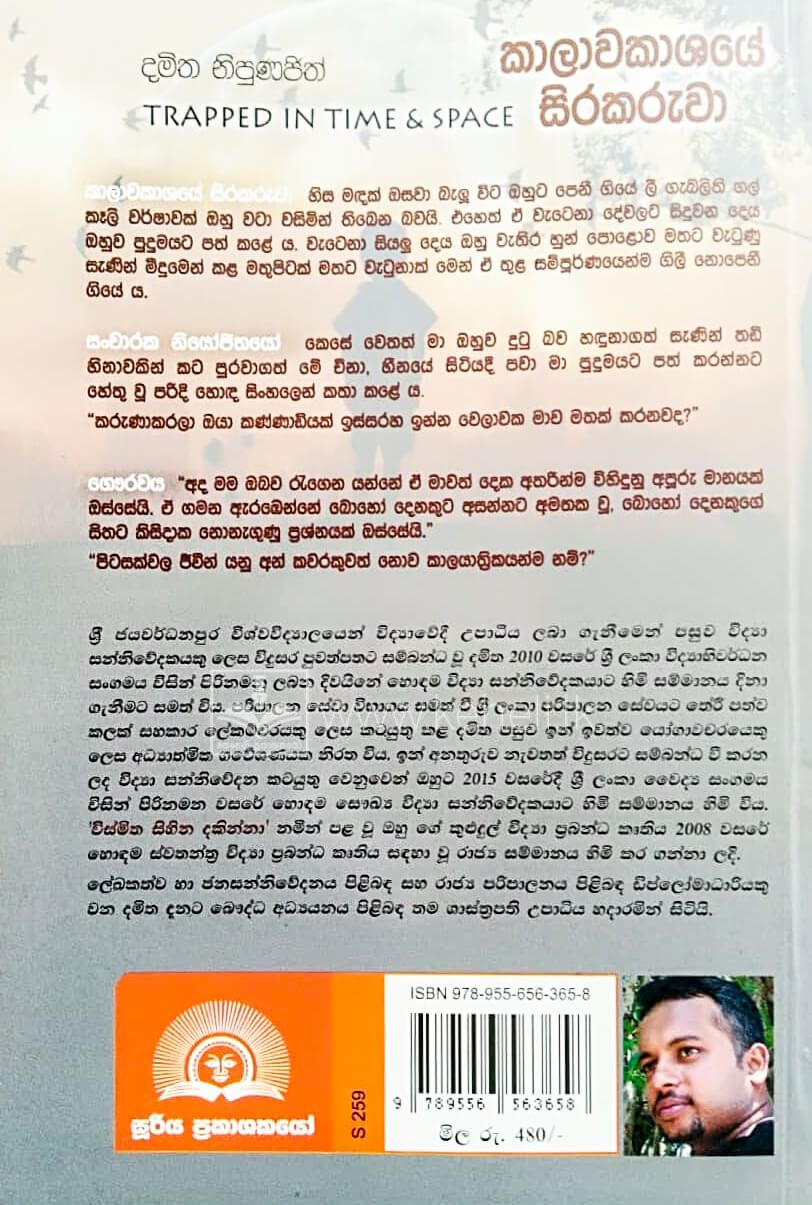 දමිත නිපුණජිත්
කාලාවකාශයේ
සිරකරුවා
TRAPPED IN TIME & SPACE
කාලාවකාශයේ සිරකරුවා හිස මඳක් ඔසවා බැලූ විට ඔහුට පෙනී ගියේ ලී ගැබලිති ගල්
කැලි වර්ෂාවක් ඔහු වටා වසිමින් තිබෙන බවයි. එහෙත් ඒ වැටෙනා දේවලට සිදුවන දෙය
ඔහුව පුදුමයට පත් කළේ ය. වැටෙනා සියලු දෙය ඔහු වැතිර හුන් පොළොව මතට වැටුණු
සැණින් මීදුමෙන් කළ මතුපිටක් මතට වැටුනාක් මෙන් ඒ තුළ සම්පූර්ණයෙන්ම ගිලී නොපෙනී
ගියේ ය.
සංචාරක නියෝජිතයෝ කෙසේ වෙතත් මා ඔහුව දුටු බව හඳුනාගත් සැණින් තඩි
හිනාවකින් කට පුරවාගත් මේ චීනා, හීනයේ සිටියදී පවා මා පුදුමයට පත් කරන්නට
හේතු වූ පරිදි හොඳ සිංහලෙන් කතා කළේ ය.
“කරුණාකරලා ඔයා කණ්ණාඩියක් ඉස්සරහ ඉන්න වෙලාවක මාව මතක් කරනවද?”
ගෞරවය “අද මම ඔබව රැගෙන යන්නේ ඒ මාවත් දෙක අතරින්ම විහිදුනු අපූරු මානයක්
ඔස්සේයි. ඒ ගමන ඇරඹෙන්නේ බොහෝ දෙනකුට අසන්නට අමතක වූ, බොහෝ දෙනකුගේ
සිතට කිසිදාක නොනැගුණු ප්‍රශ්නයක් ඔස්සේයි.”
“පිටසක්වල ජීවීන් යනු අන් කවරකුවත් නොව කාලයාත්‍රිකයන්ම නම්?”
ශ්‍රී ජයවර්ධනපුර විශ්වවිද්‍යාලයෙන් විද්‍යාවේදී උපාධිය ලබා ගැනීමෙන් පසුව විද්‍යා
සන්නිවේදකයකු ලෙස විදුසර පුවත්පතට සම්බන්ධ වූ දමිත 2010 වසරේ ශ්‍රී ලංකා විද්‍යාභිවර්ධන
සංගමය විසින් පිරිනමනු ලබන දිවයිනේ හොඳම විද්‍යා සන්නිවේදකයාට හිමි සම්මානය දිනා
ගැනීමට සමත් විය. පරිපාලන සේවා විභාගය සමත් වී ශ්‍රී ලංකා පරිපාලන සේවයට තේරී පත්ව
කලක් සහකාර ලේකම්වරයකු ලෙස කටයුතු කළ දමිත පසුව ඉන් ඉවත්ව යෝගාවචරයෙකු
ලෙස අධ්‍යාත්මික ගවේශණයක නිරත විය. ඉන් අනතුරුව නැවතත් විදුසරට සම්බන්ධ වී කරන
ලද විද්‍යා සන්නිවේදන කටයුතු වෙනුවෙන් ඔහුට 2015 වසරේදී ශ්‍රී ලංකා වෛද්‍ය සංගමය
විසින් පිරිනමන වසරේ හොඳම සෞඛ්‍ය විද්‍යා සන්නිවේදකයාට හිමි සම්මානය හිමි විය.
'විස්මිත සිහින දකින්නා' නමින් පළ වූ ඔහු ගේ කුළුඳුල් විද්‍යා ප්‍රබන්ධ කෘතිය 2008 වසරේ
හොඳම ස්වතන්ත්‍ර විද්‍යා ප්‍රබන්ධ කෘතිය සඳහා වූ රාජ්‍ය සම්මානය හිමි කර ගන්නා ලදි.
ලේඛකත්ව හා ජනසන්නිවේදනය පිළිබඳ සහ රාජ්‍ය පරිපාලනය පිළිබඳ ඩිප්ලෝමාධාරියකු
වන දමිත දැනට බෞද්ධ අධ්‍යයනය පිළිබඳ තම ශාස්ත්‍රපති උපාධිය හදාරමින් සිටියි.
සූරිය ප්‍රකාශකයෝ
S 259
ISBN 978-955-656-365-8
9 789556 563658
මිල රු. 480/-